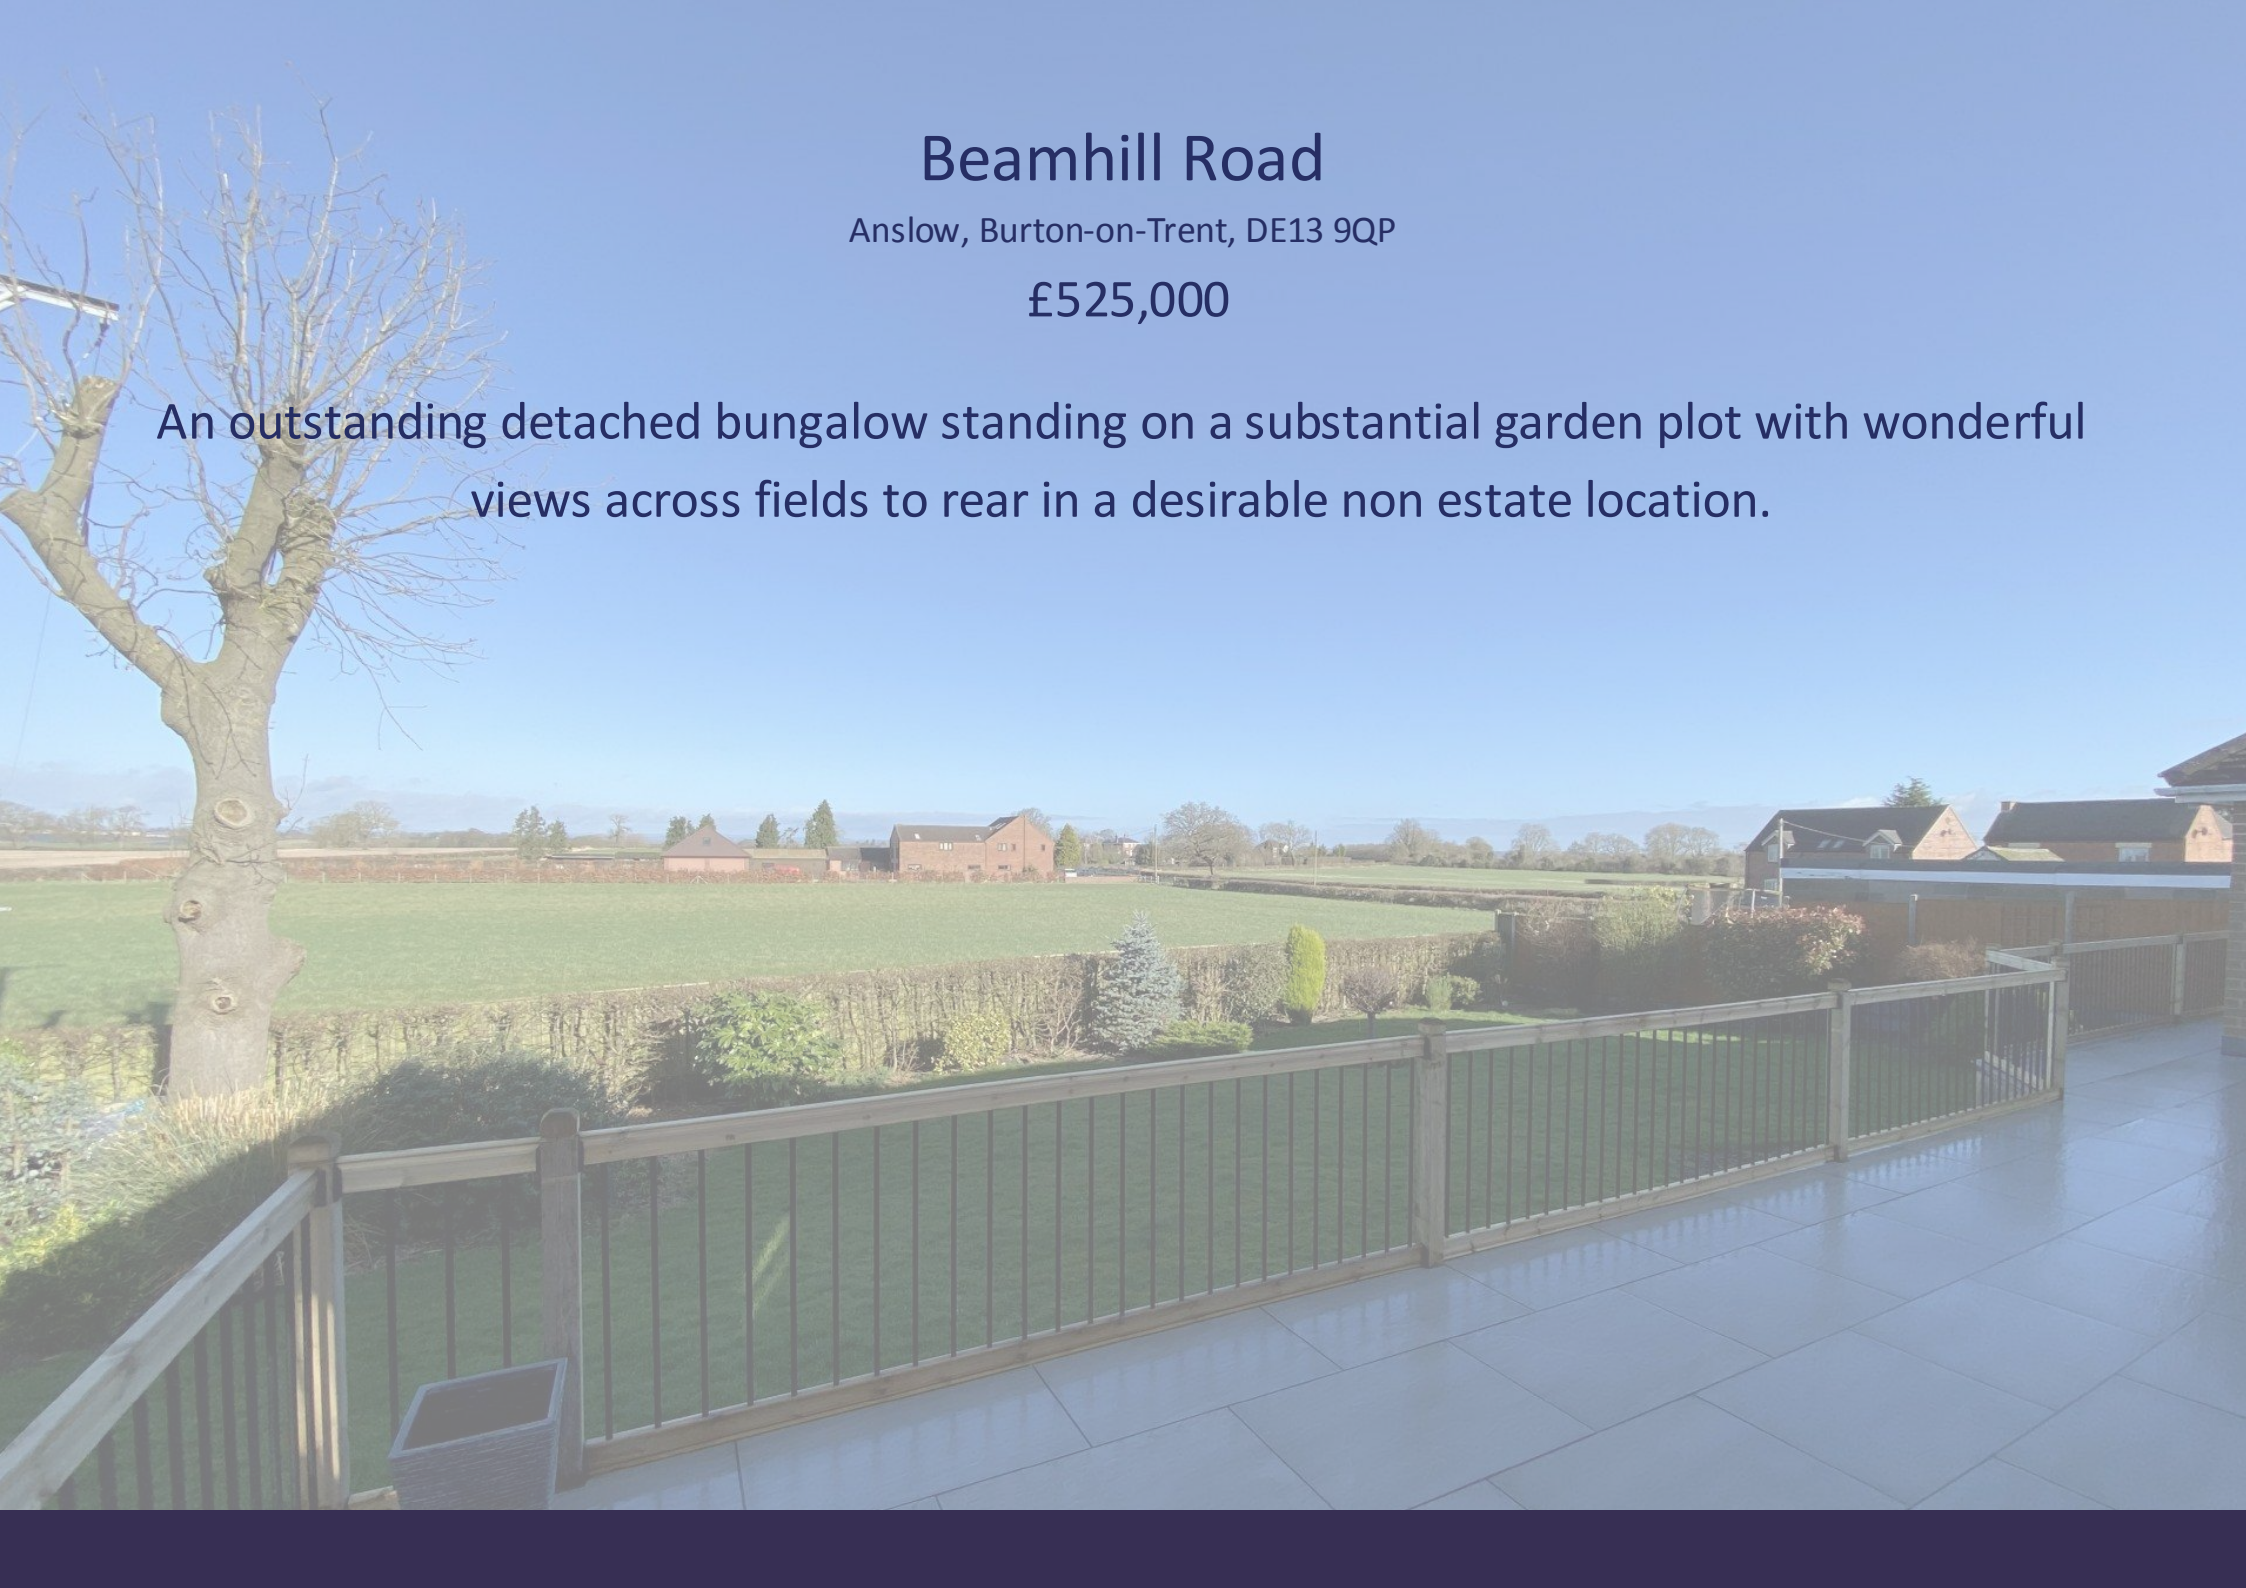 Beamhill Road
Anslow, Burton-on-Trent, DE13 9QP
£525,000
An outstanding detached bungalow standing on a substantial garden plot with wonderful
views across fields to rear in a desirable non estate location.